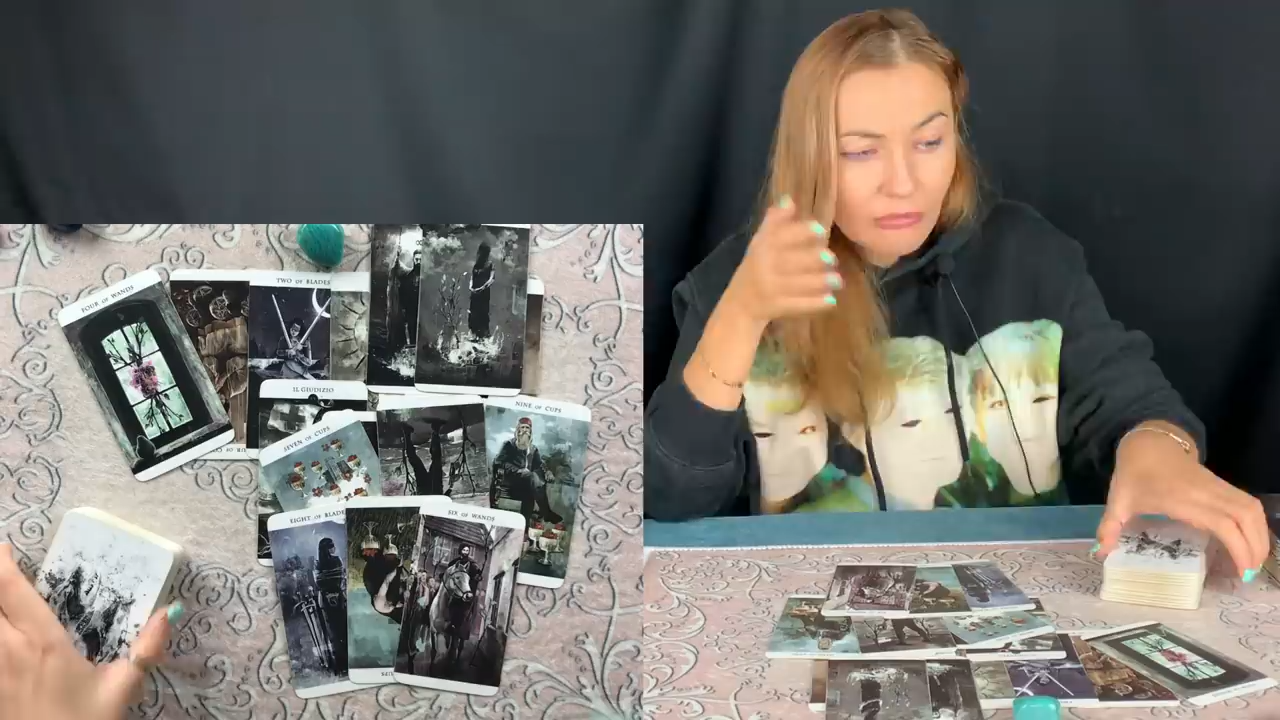 FOUR OF WANDS
TWO OF BLADES
IL GIUDIZIO
SEVEN OF CUPS
NINE OF CUPS
EIGHT OF BLADES
SIX OF WANDS